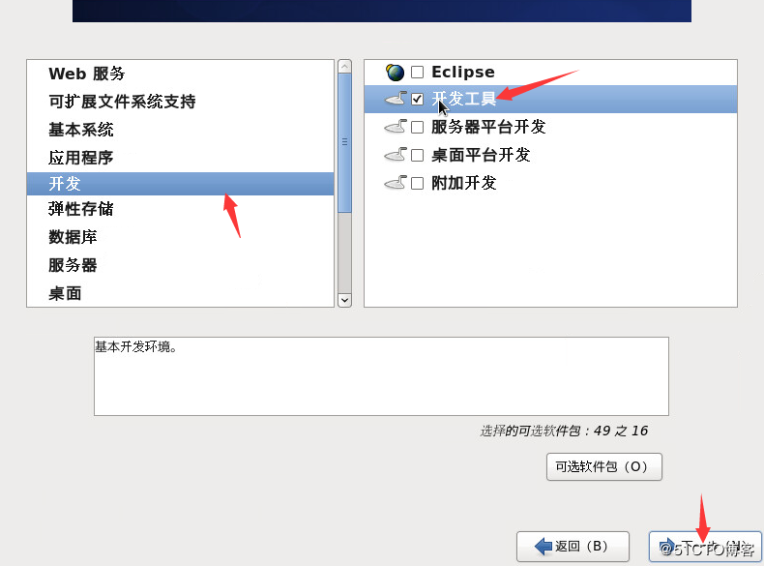 Web 服务
可扩展文件系统支持
基本系统
应用程序
开发
弹性存储
数据库
服务器
桌面
Eclipse
开发工具
服务器平台开发
桌面平台开发
附加开发
基本开发环境。
选择的可选软件包：49 之 16
可选软件包（O）
返回（B）
下一步（N）
@51CTO博客